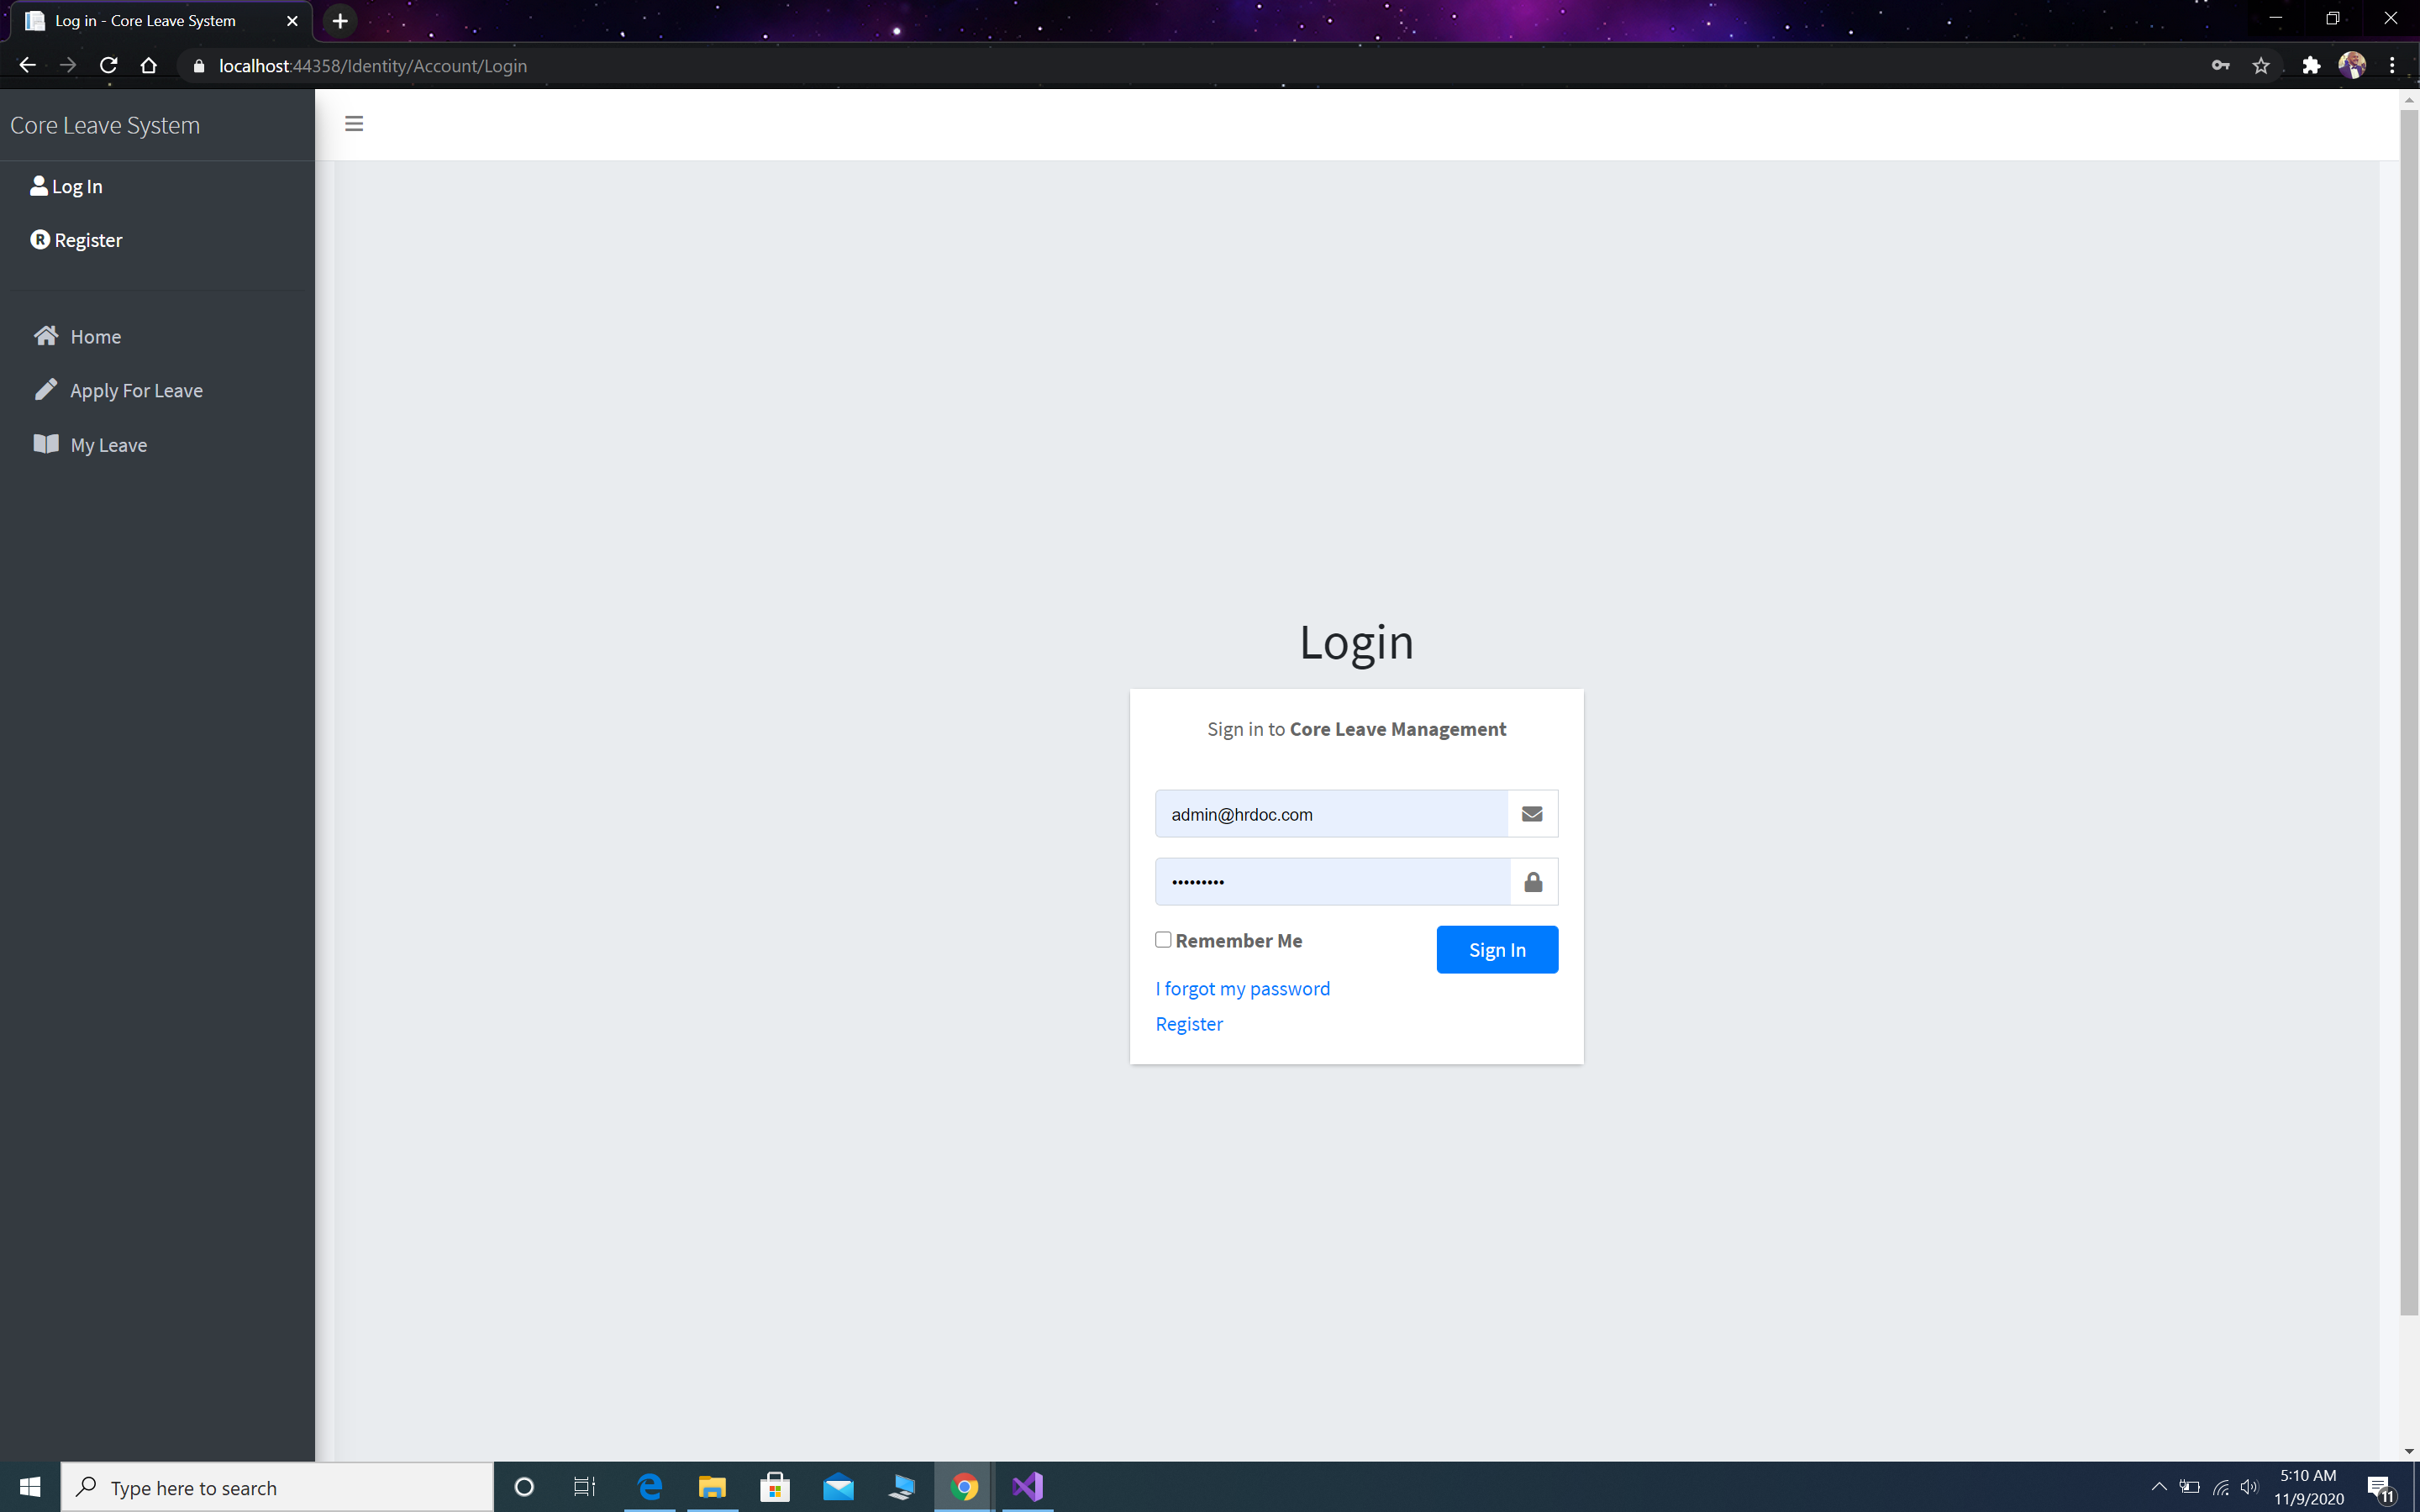 Log in - Core Leave System
localhost:44358/Identity/Account/Login
Core Leave System
Log In
R Register
Home
Apply For Leave
My Leave
Login
Sign in to Core Leave Management
admin@hrdoc.com
•••••••••
Remember Me
Sign In
I forgot my password
Register
Type here to search
5:10 AM
11/9/2020
11